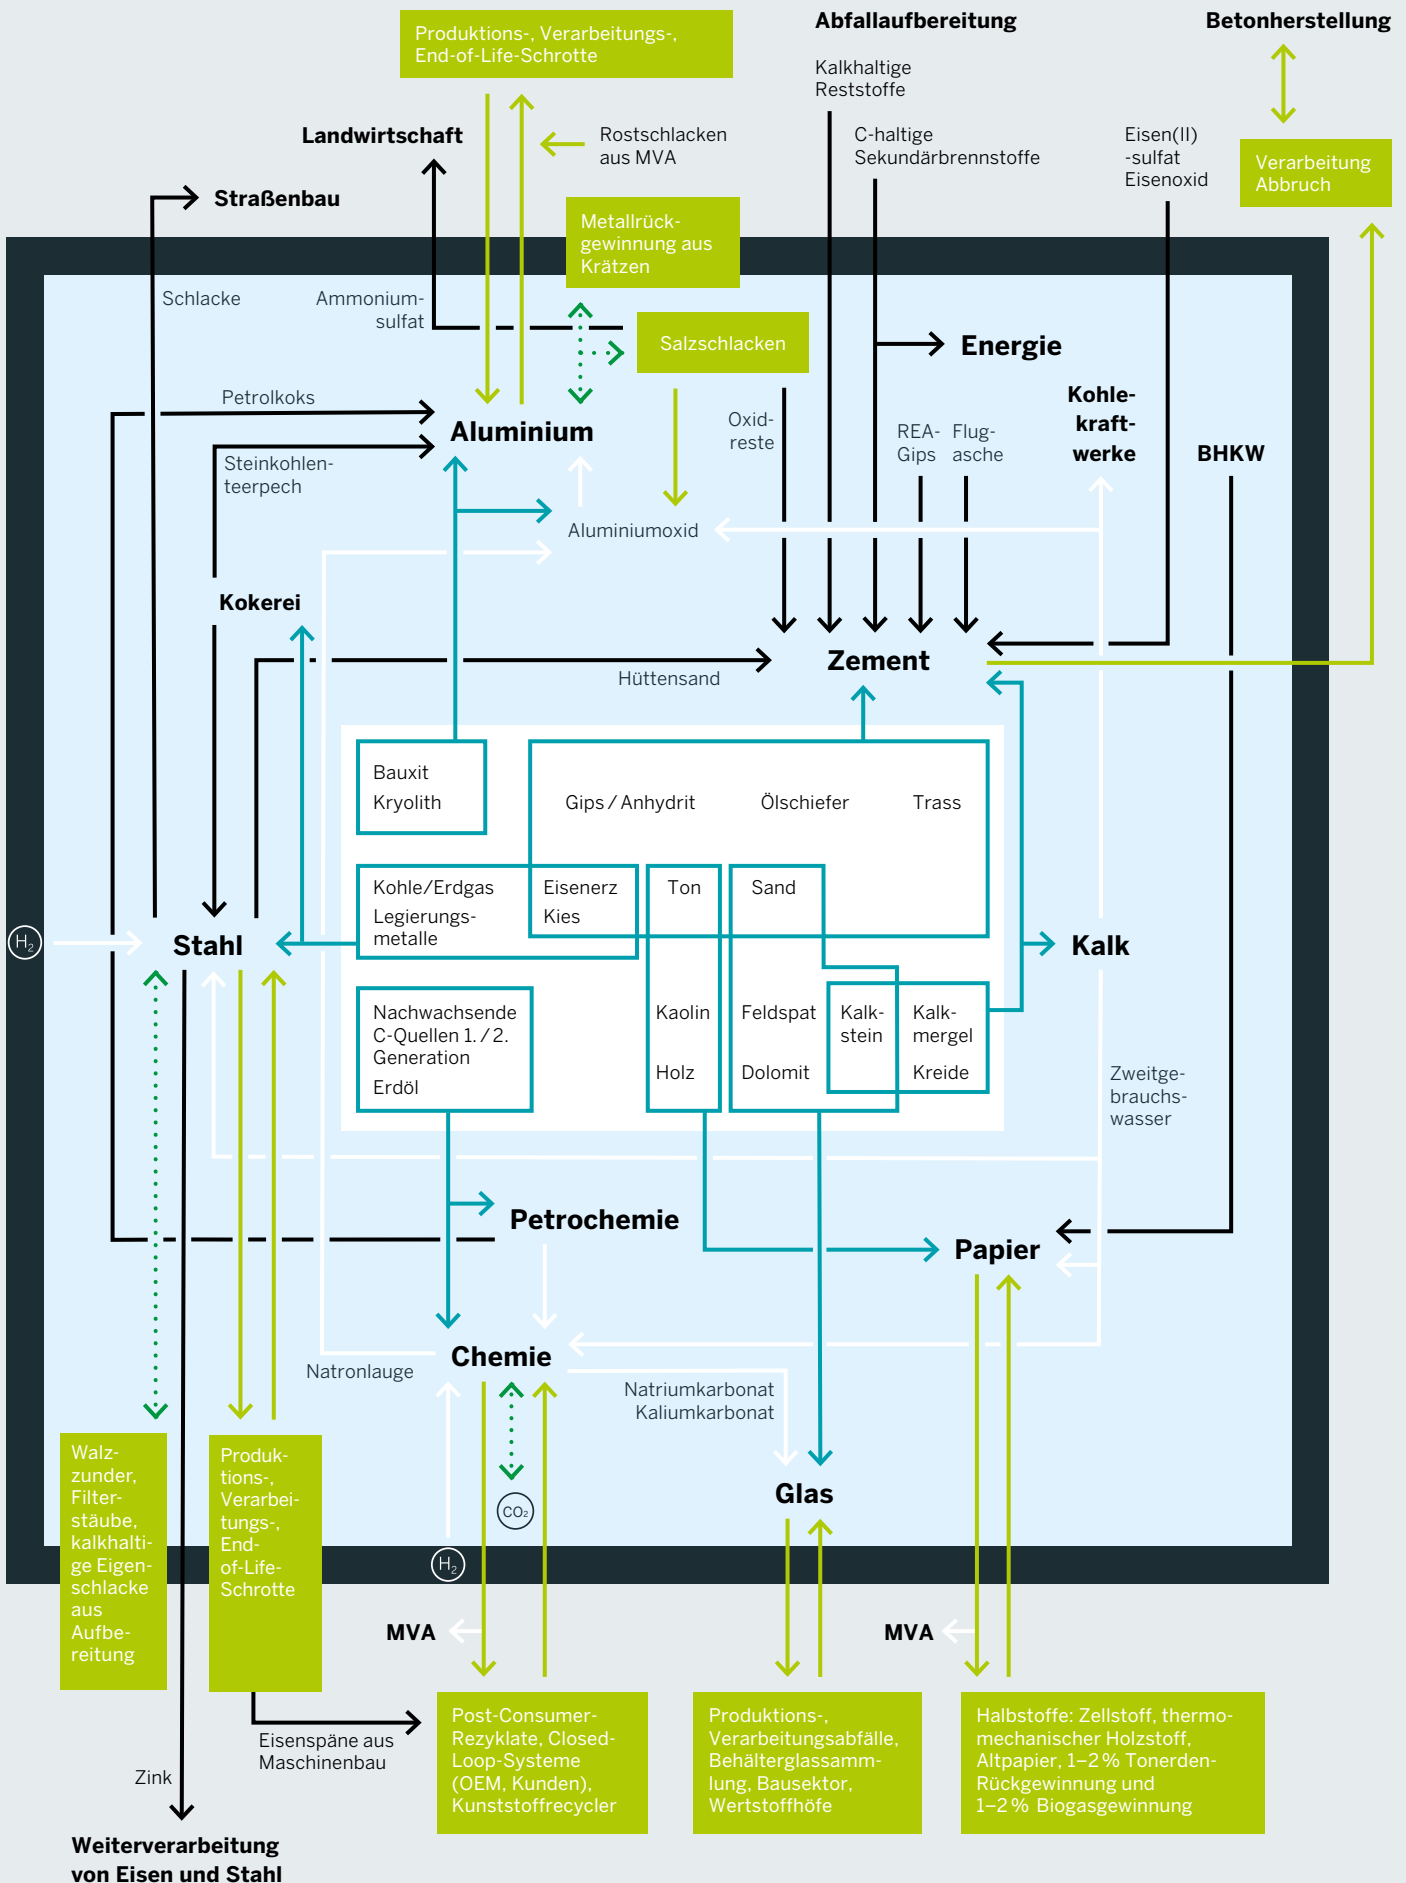 Produktions-, Verarbeitungs-,
End-of-Life-Schrotte
Abfallaufbereitung
Betonherstellung
Kalkhaltige
Reststoffe
Landwirtschaft
Rostschlacken
aus MVA
C-haltige
Sekundärbrennstoffe
Eisen(II)
-sulfat
Eisenoxid
Verarbeitung
Abbruch
Straßenbau
Metallrück-
gewinnung aus
Krätzen
Schlacke
Ammonium-
sulfat
Salzschlacken
Energie
Petrolkoks
Aluminium
Oxid-
reste
REA-
Gips
Flug-
asche
Kohle-
kraft-
werke
BHKW
Steinkohlen-
teerpech
Aluminiumoxid
Kokerei
Zement
Hüttensand
Bauxit
Kryolith
Gips / Anhydrit
Ölschiefer
Trass
Kohle/Erdgas
Legierungs-
metalle
Eisenerz
Kies
Ton
Sand
H2
Stahl
Kalk
Nachwachsende
C-Quellen 1. / 2.
Generation
Erdöl
Kaolin
Holz
Feldspat
Dolomit
Kalk-
stein
Kalk-
mergel
Kreide
Zweitge-
brauchs-
wasser
Petrochemie
Papier
Chemie
Natronlauge
Natriumkarbonat
Kaliumkarbonat
Walz-
zunder,
Filter-
stäube,
kalkhalti-
ge Eigen-
schlacke
aus
Aufbe-
reitung
Produk-
tions-,
Verarbei-
tungs-,
End-
of-Life-
Schrotte
CO2
Glas
H2
MVA
MVA
Eisenspäne aus
Maschinenbau
Post-Consumer-
Rezyklate, Closed-
Loop-Systeme
(OEM, Kunden),
Kunststoffrecycler
Produktions-,
Verarbeitungsabfälle,
Behälterglassamm-
lung, Bausektor,
Wertstoffhöfe
Halbstoffe: Zellstoff, thermo-
mechanischer Holzstoff,
Altpapier, 1–2 % Tonerden-
Rückgewinnung und
1–2 % Biogasgewinnung
Zink
Weiterverarbeitung
von Eisen und Stahl